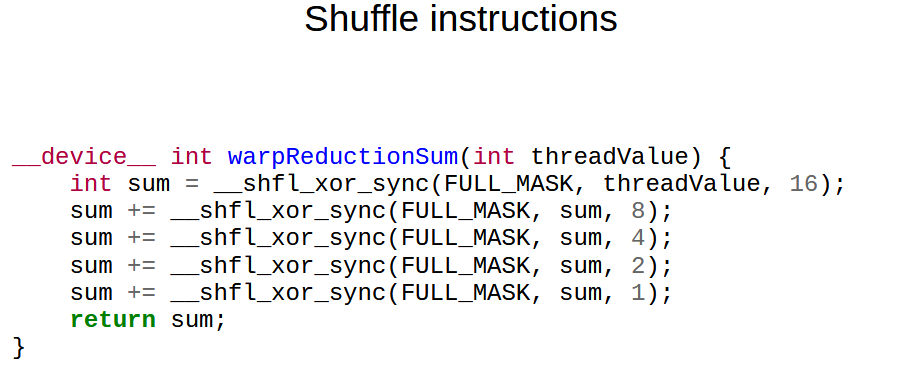 Shuffle instructions
__device__ int warpReductionSum(int threadValue) {
    int sum = __shfl_xor_sync(FULL_MASK, threadValue, 16);
    sum += __shfl_xor_sync(FULL_MASK, sum, 8);
    sum += __shfl_xor_sync(FULL_MASK, sum, 4);
    sum += __shfl_xor_sync(FULL_MASK, sum, 2);
    sum += __shfl_xor_sync(FULL_MASK, sum, 1);
    return sum;
}